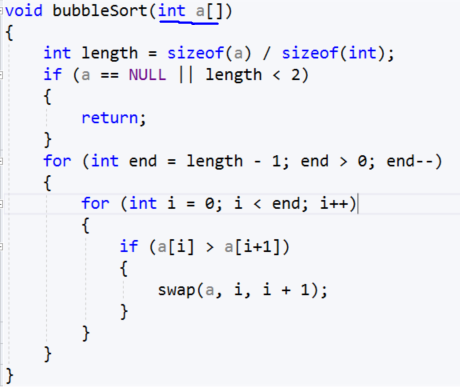 void bubbleSort(int a[])
{
    int length = sizeof(a) / sizeof(int);
    if (a == NULL || length < 2)
    {
        return;
    }
    for (int end = length - 1; end > 0; end--)
    {
        for (int i = 0; i < end; i++)
        {
            if (a[i] > a[i+1])
            {
                swap(a, i, i + 1);
            }
        }
    }
}